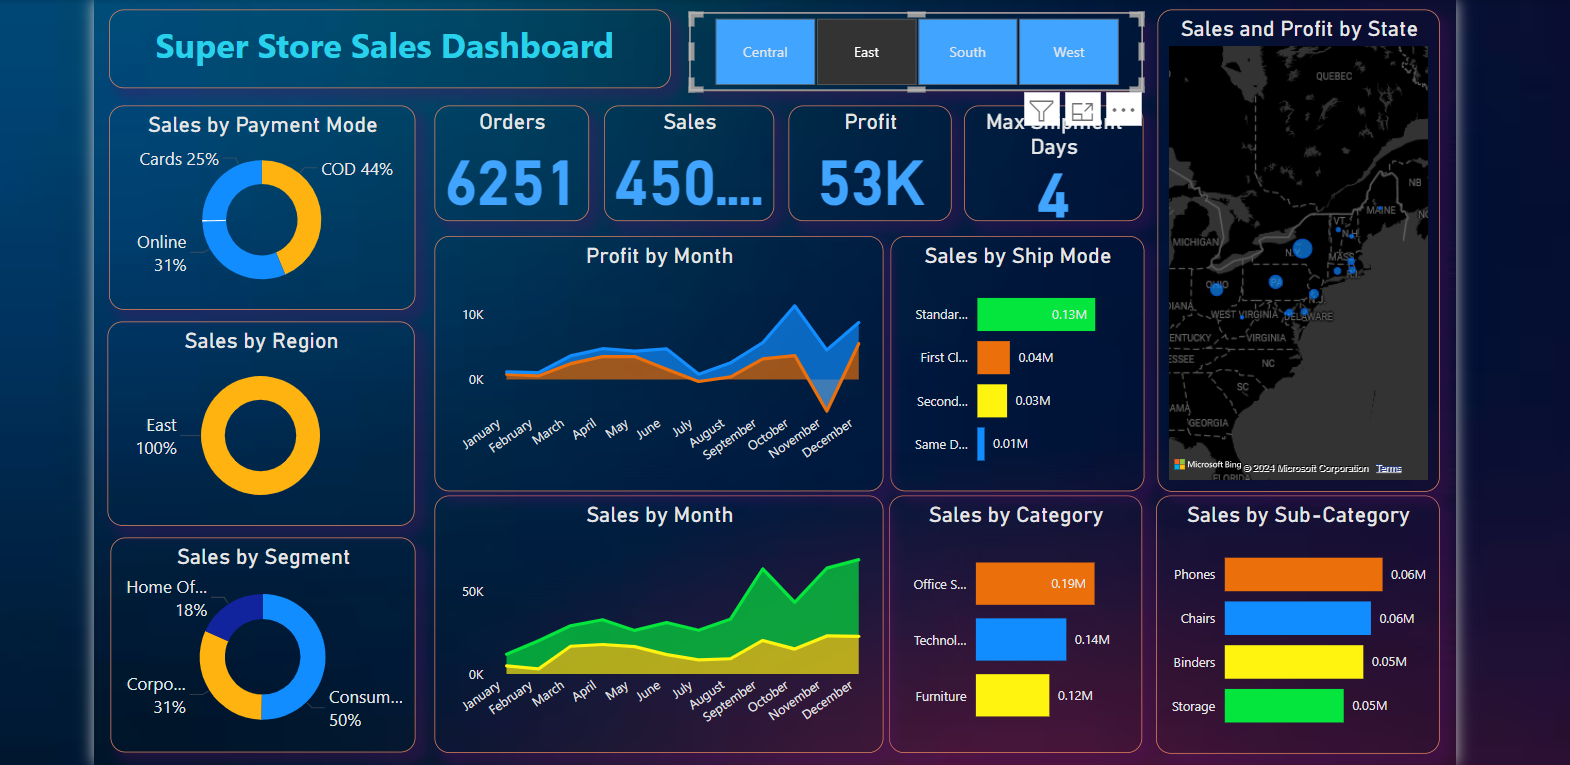 Super Store Sales Dashboard
Central
East
South
West
Sales and Profit by State
Sales by Payment Mode
Cards 25%
COD 44%
Online
31%
Orders
6251
Sales
450....
Profit
53K
Max Shipment
Days
4
Profit by Month
10K
0K
January
February
March
April
May
June
July
August
September
October
November
December
Sales by Ship Mode
Standar...
0.13M
First Cl...
0.04M
Second...
0.03M
Same D...
0.01M
QUEBEC
NB
MAINE
VT.
N.H.
MICHIGAN
N.Y.
MASS.
R.I.
OHIO
PA
N.J.
DIANA
WEST VIRGINIA
DELAWARE
ENTUCKY
VIRGINIA
ESSEE
NC
SC
AMA
GEORGIA
FLORIDA
Microsoft Bing
© 2024 Microsoft Corporation
Terms
Sales by Region
East
100%
Sales by Segment
Home Of...
18%
Corpo...
31%
Consum...
50%
Sales by Month
50K
0K
January
February
March
April
May
June
July
August
September
October
November
December
Sales by Category
Office S...
0.19M
Technol...
0.14M
Furniture
0.12M
Sales by Sub-Category
Phones
0.06M
Chairs
0.06M
Binders
0.05M
Storage
0.05M